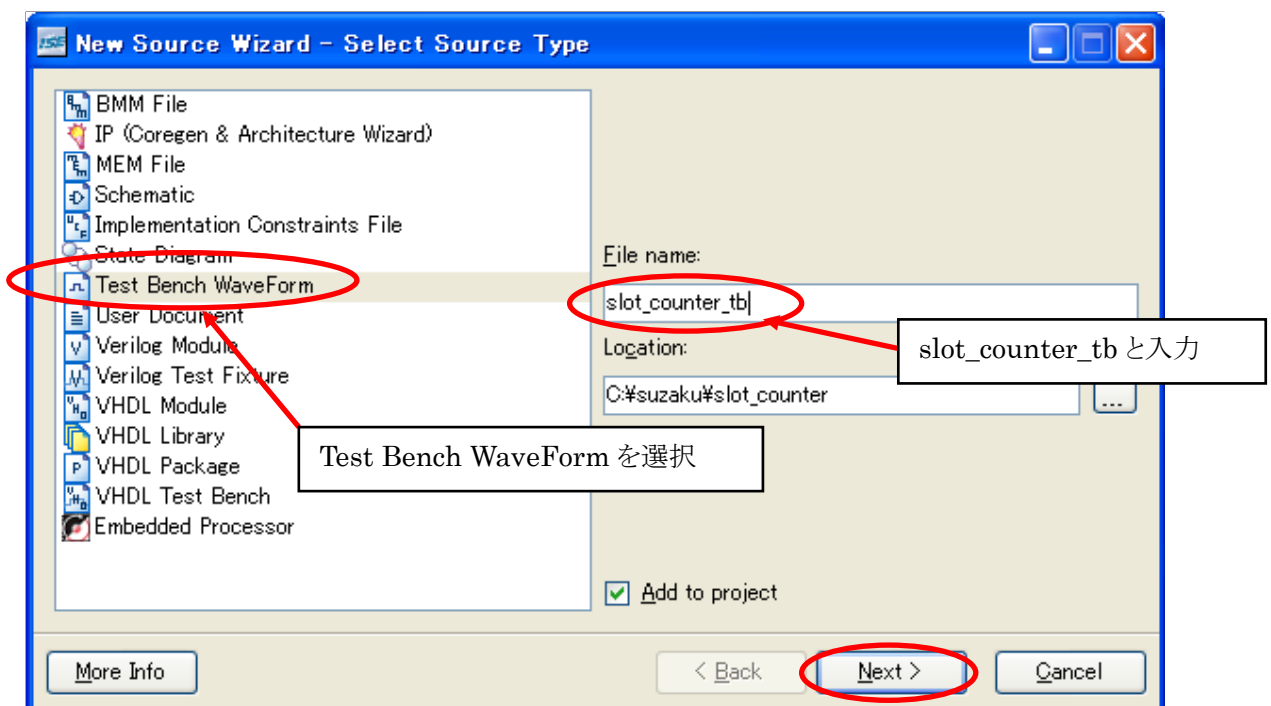 ISE New Source Wizard - Select Source Type
BMM File
IP (Coregen & Architecture Wizard)
MEM File
Schematic
Implementation Constraints File
State Diagram
Test Bench WaveForm
User Document
Verilog Module
Verilog Test Fixture
VHDL Module
VHDL Library
VHDL Package
VHDL Test Bench
Embedded Processor
File name:
slot_counter_tb
slot_counter_tb と入力
Location:
C:¥suzaku¥slot_counter
...
Test Bench WaveForm を選択
Add to project
More Info
< Back
Next >
Cancel